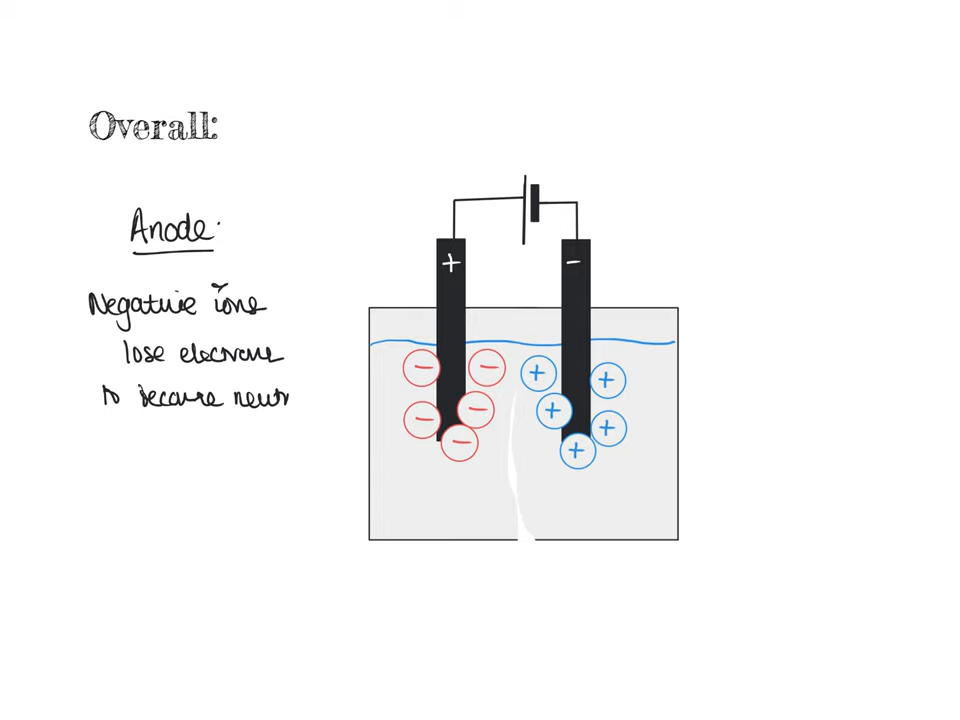 Overall:
Anode:
Negative ions
lose electrons
to become neutr
+ -
- - + +
- - + +
- +